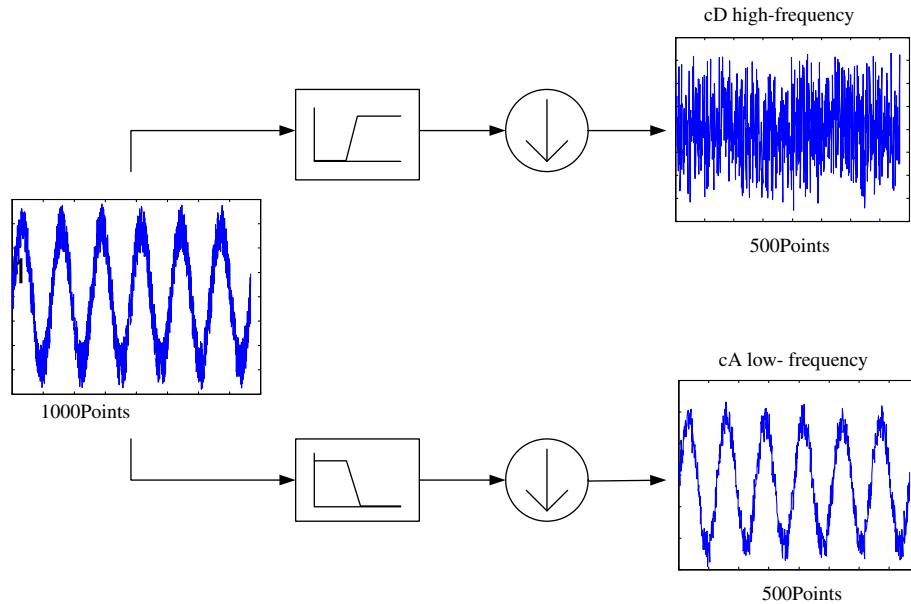 cD high-frequency
500Points
1000Points
cA low- frequency
500Points